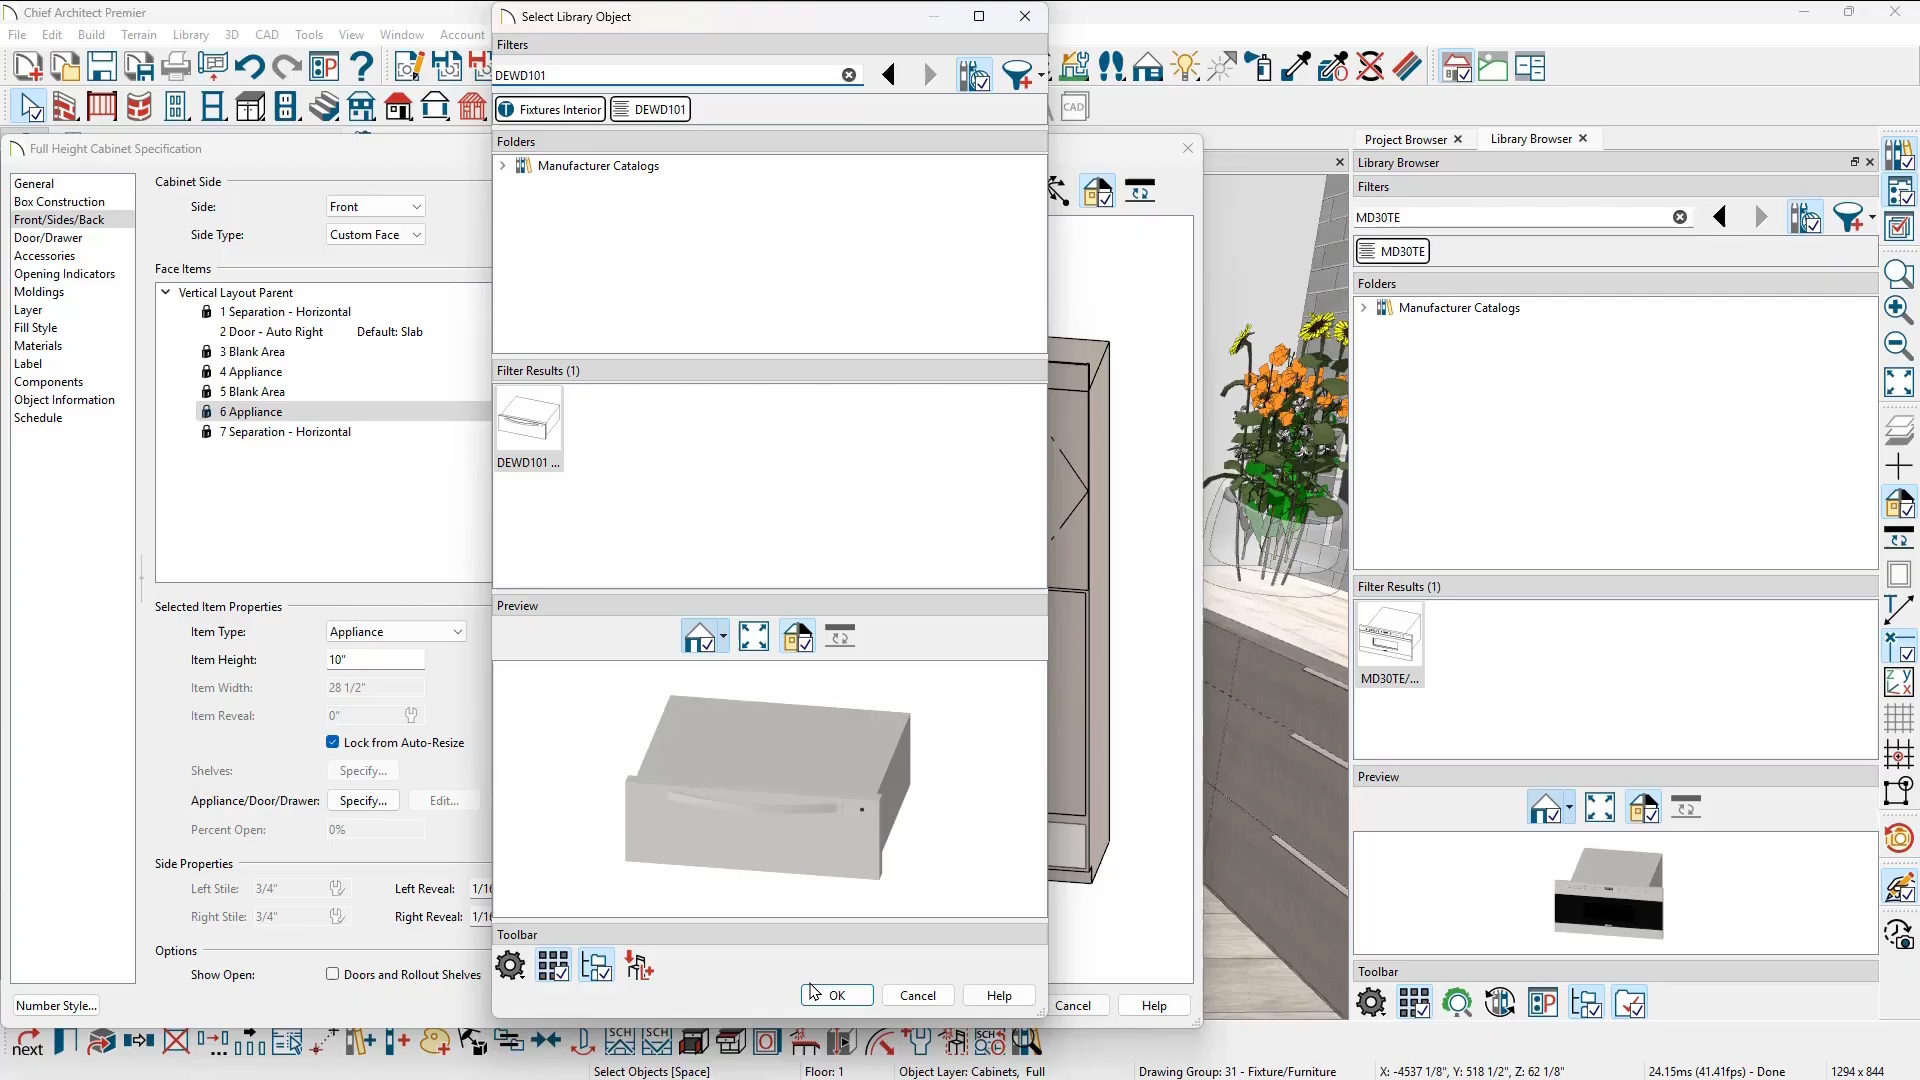 Chief Architect Premier
File Edit Build Terrain Library 3D CAD Tools View Window Account
Select Library Object
Filters
DEWD101
Fixtures Interior DEWD101
Folders
Manufacturer Catalogs
Filter Results (1)
DEWD101 ...
Preview
Toolbar
OK Cancel Help
Full Height Cabinet Specification
General
Box Construction
Front/Sides/Back
Door/Drawer
Accessories
Opening Indicators
Moldings
Layer
Fill Style
Materials
Label
Components
Object Information
Schedule
Number Style...
Cabinet Side
Side: Front
Side Type: Custom Face
Face Items
Vertical Layout Parent
1 Separation - Horizontal
2 Door - Auto Right Default: Slab
3 Blank Area
4 Appliance
5 Blank Area
6 Appliance
7 Separation - Horizontal
Selected Item Properties
Item Type: Appliance
Item Height: 10"
Item Width: 28 1/2"
Item Reveal: 0"
Lock from Auto-Resize
Shelves: Specify...
Appliance/Door/Drawer: Specify... Edit...
Percent Open: 0%
Side Properties
Left Stile: 3/4" Left Reveal: 1/16
Right Stile: 3/4" Right Reveal: 1/16
Options
Show Open: Doors and Rollout Shelves
Cancel Help
CAD
Project Browser Library Browser
Library Browser
Filters
MD30TE
MD30TE
Folders
Manufacturer Catalogs
Filter Results (1)
MD30TE/...
Preview
Toolbar
next
SCH SCH SCH
Select Objects [Space] Floor: 1 Object Layer: Cabinets, Full Drawing Group: 31 - Fixture/Furniture X: -4537 1/8", Y: 518 1/2", Z: 62 1/8" 24.15ms (41.41fps) - Done 1294 x 844